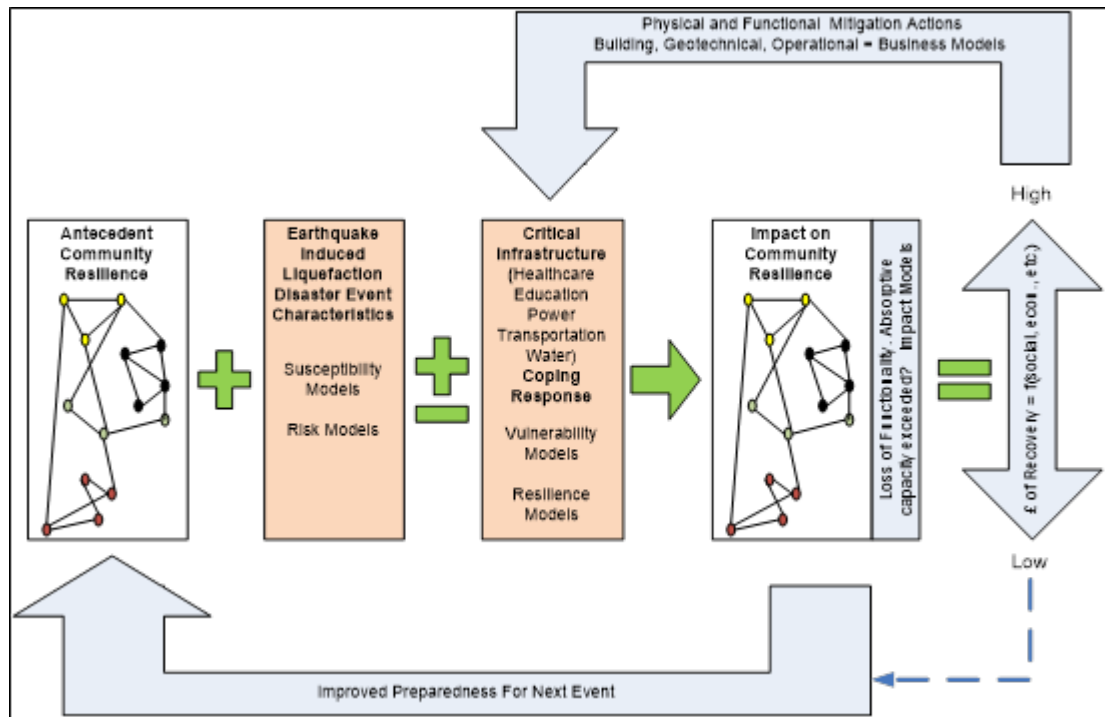 Physical and Functional Mitigation Actions
Building, Geotechnical, Operational = Business Models
Antecedent
Community
Resilience
Earthquake
Induced
Liquefaction
Disaster Event
Characteristics
Susceptibility
Models
Risk Models
Critical
Infrastructure
(Healthcare
Education
Power
Transportation
Water)
Coping
Response
Vulnerability
Models
Resilience
Models
Impact on
Community
Resilience
Loss of Functionality. Absorptive
capacity exceeded? Impact Models
High
£ of Recovery = f(social, econ., etc.)
Low
Improved Preparedness For Next Event